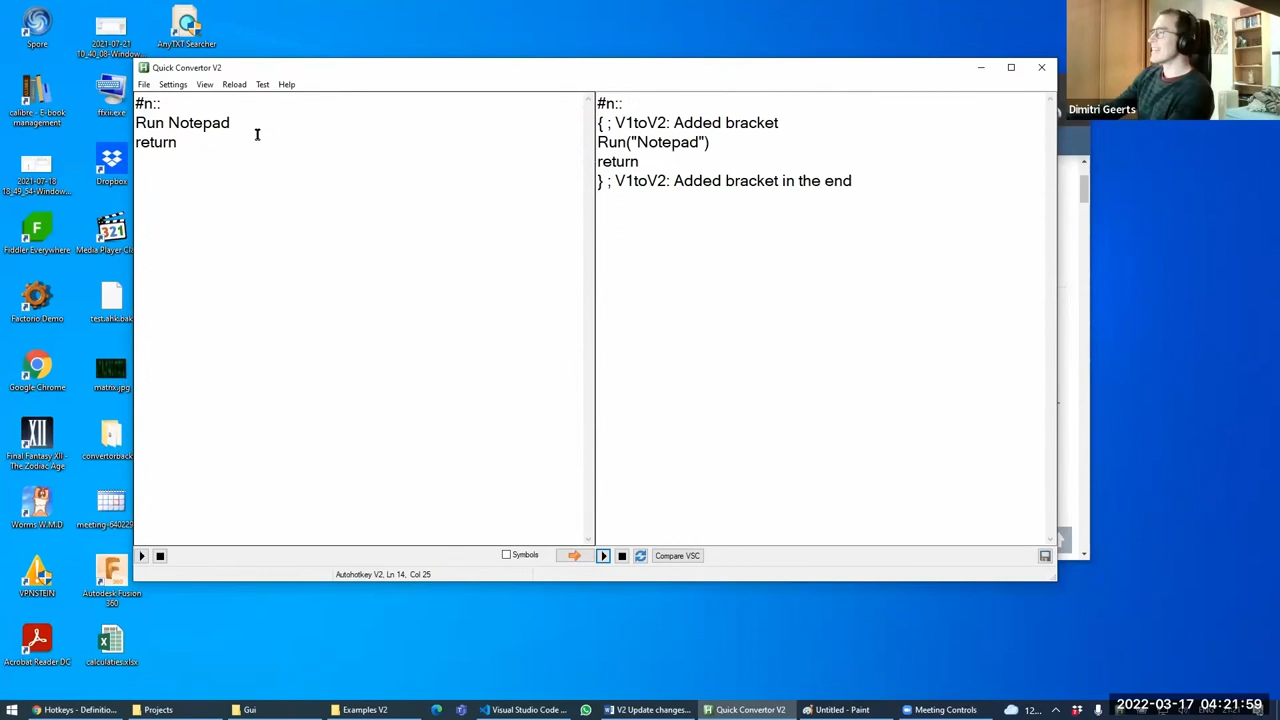 Spore
2021-07-21
10_40_08-Window...
AnyTXT Searcher
calibre - E-book
management
ffxii.exe
2021-07-18
18_49_54-Window...
Dropbox
Fiddler Everywhere
Media Player Cl...
Factorio Demo
test.ahk.bak
Google Chrome
matrix.jpg
Final Fantasy XII -
The Zodiac Age
convertorback
Worms W.M.D
meeting-640229
VPNSTEIN
Autodesk Fusion
360
Acrobat Reader DC
calculaties.xlsx
Quick Convertor V2
File Settings View Reload Test Help
#n::
Run Notepad
return
#n::
{ ; V1toV2: Added bracket
Run("Notepad")
return
} ; V1toV2: Added bracket in the end
Symbols
Compare VSC
Autohotkey V2, Ln 14, Col 25
Dimitri Geerts
Hotkeys - Definitio...
Projects
Gui
Examples V2
Visual Studio Code ...
V2 Update changes...
Quick Convertor V2
Untitled - Paint
Meeting Controls
12...
2022-03-17 04:21:59